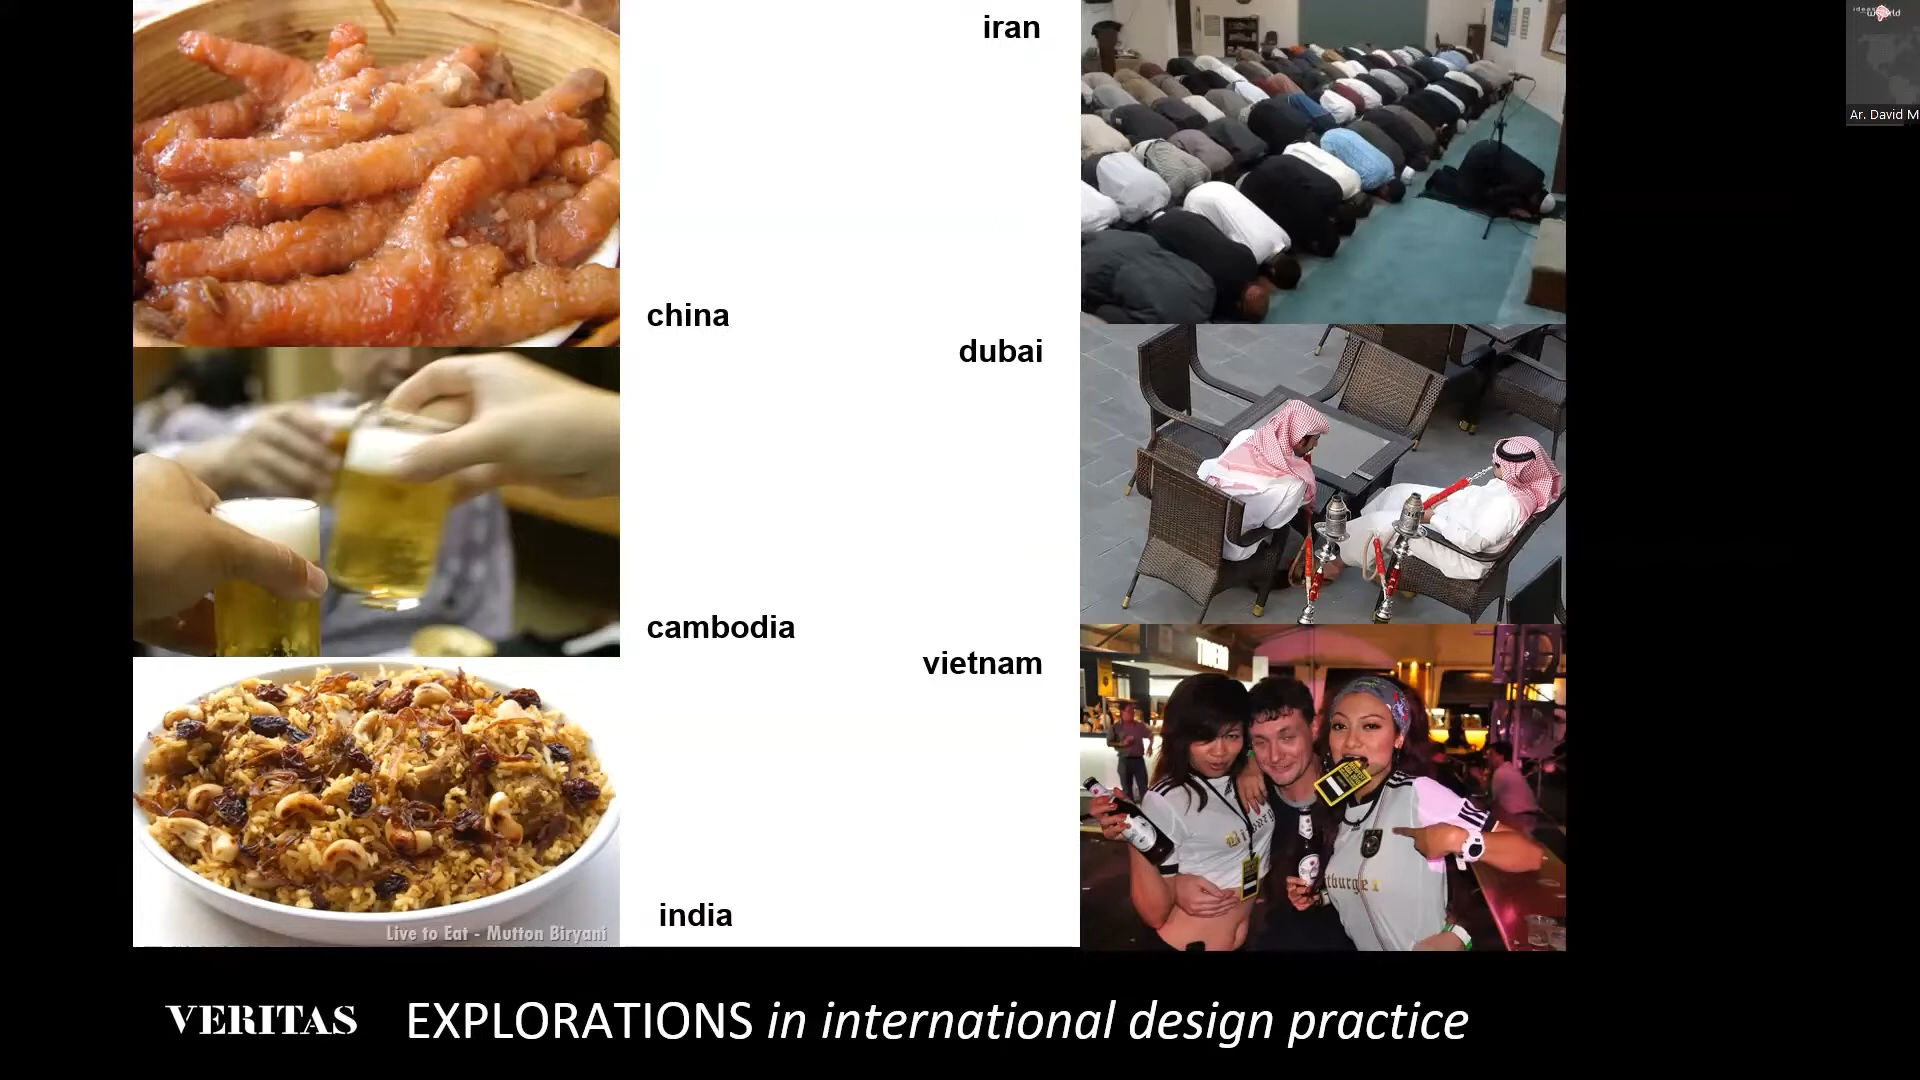 iran
china
dubai
cambodia
vietnam
india
Live to Eat - Mutton Biryani
VERITAS
EXPLORATIONS in international design practice
Ar. David M